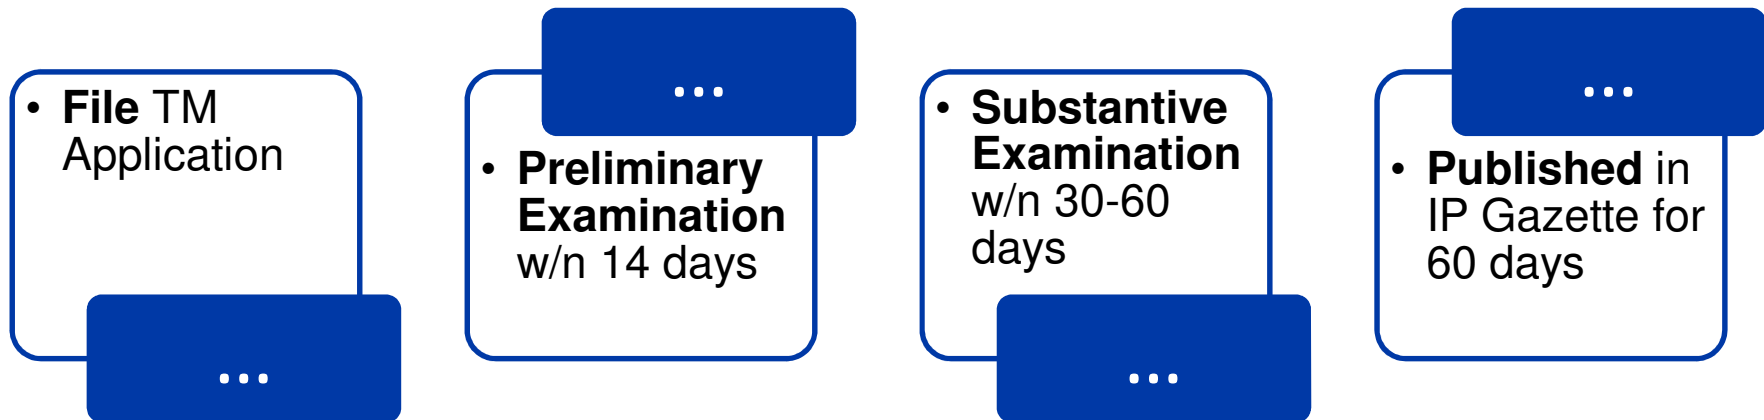 • File TM
Application
...
...
• Preliminary
Examination
w/n 14 days
• Substantive
Examination
w/n 30-60
days
...
...
• Published in
IP Gazette for
60 days